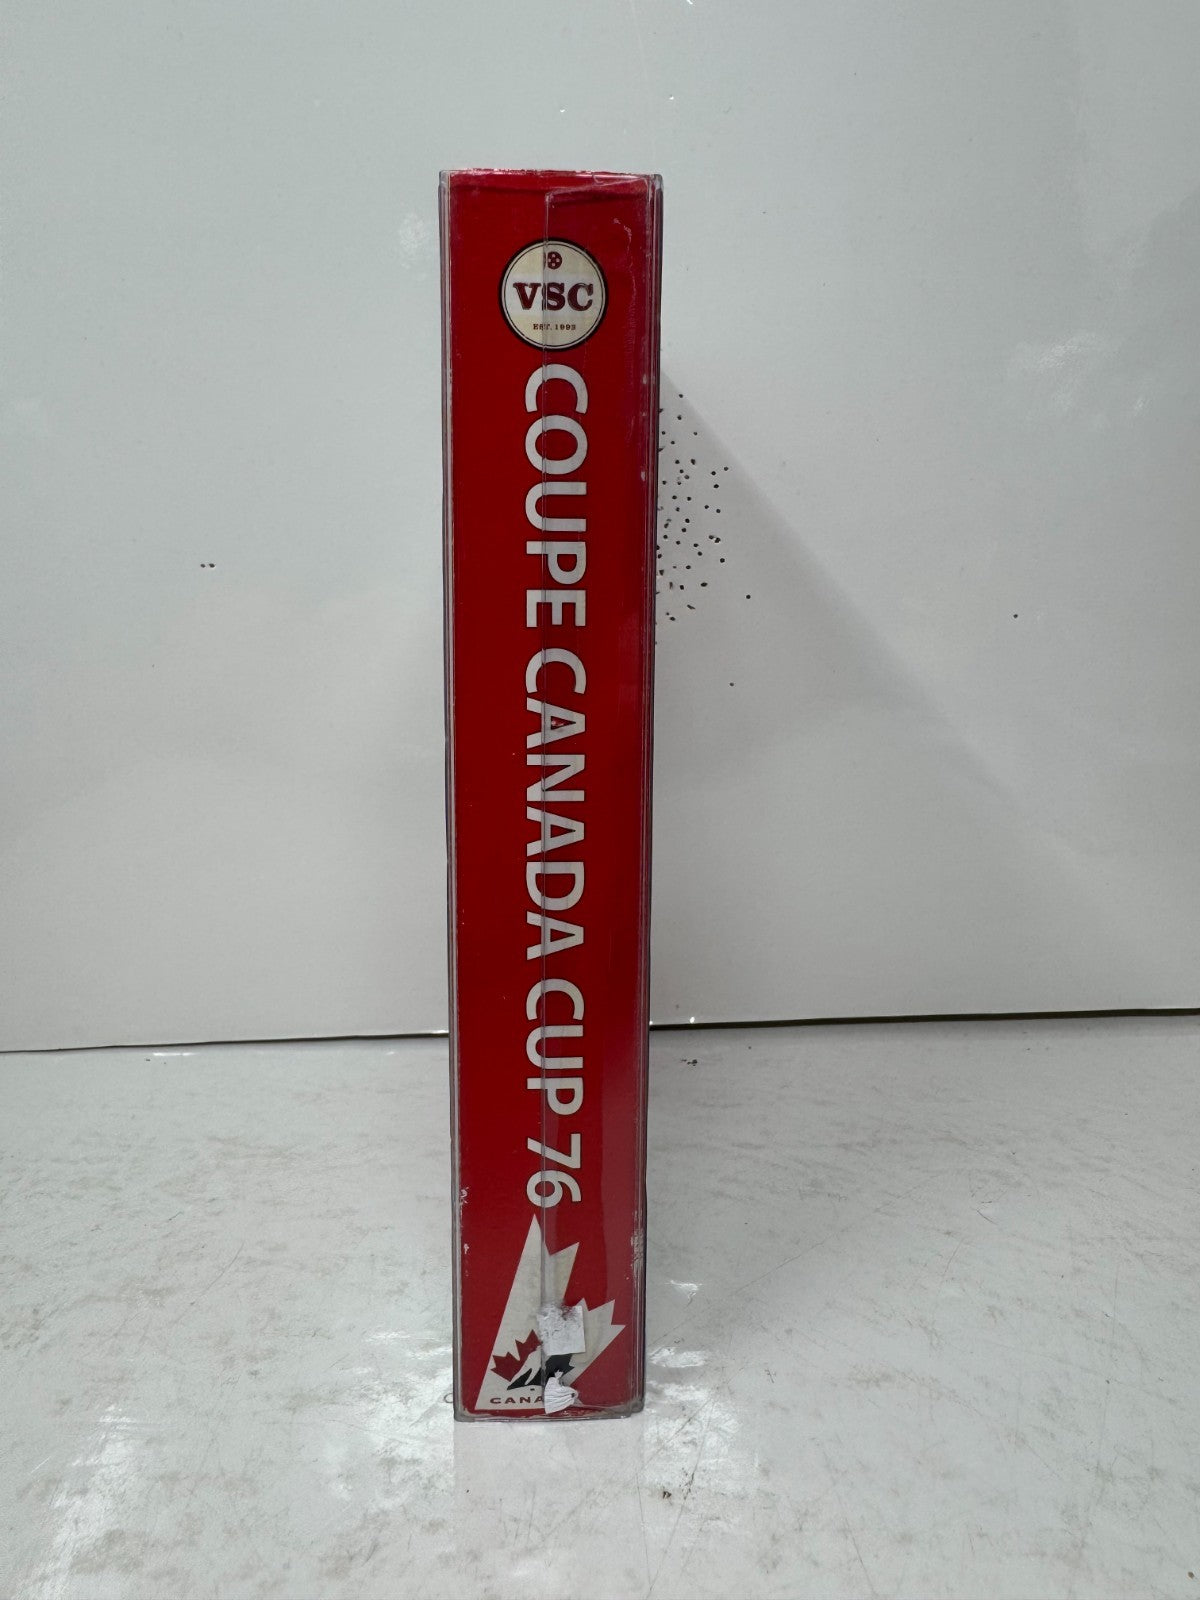 VSC
EST. 1993
COUPE CANADA CUP 76